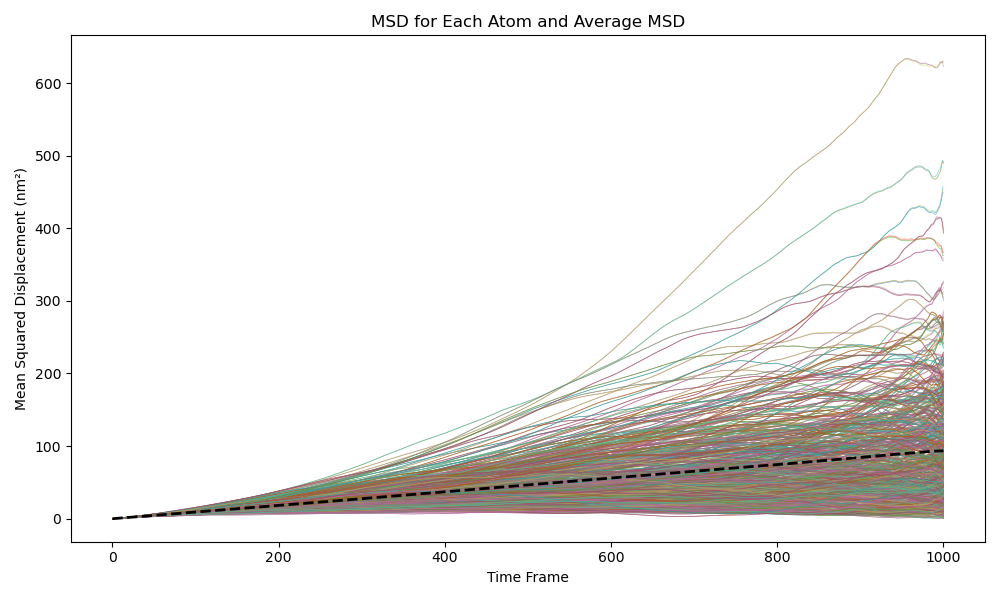 MSD for Each Atom and Average MSD
Mean Squared Displacement (nm²)
600
500
400
300
200
100
0
0 200 400 600 800 1000
Time Frame